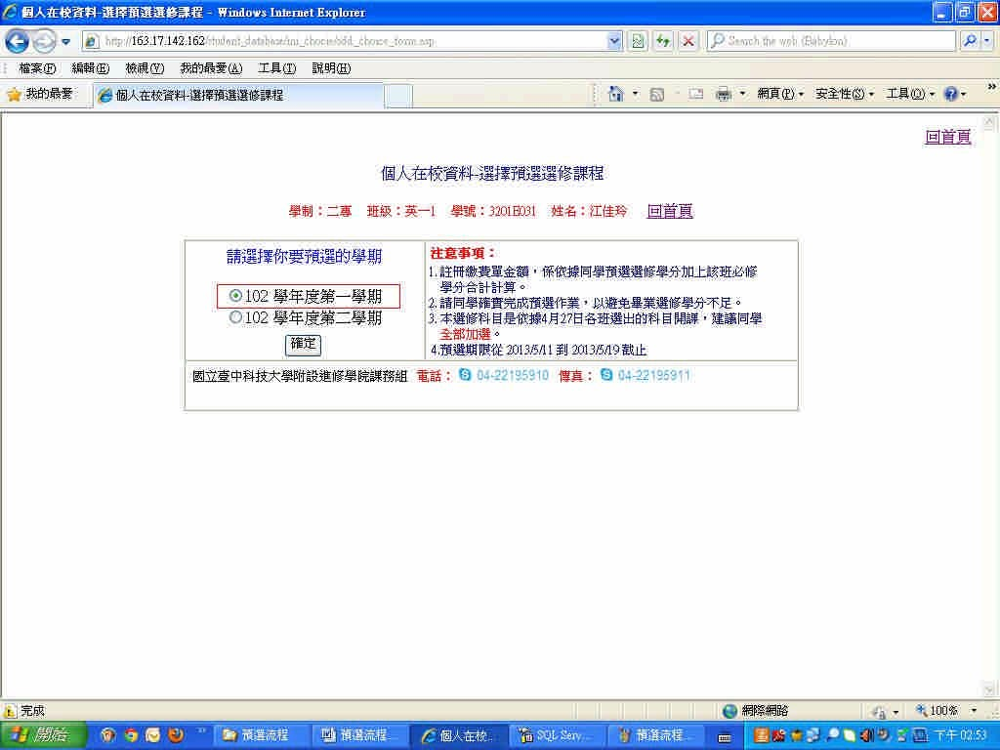 個人在校資料-選擇預選選修課程 - Windows Internet Explorer
http://163.17.142.162/student_database/inu_chocie/odd_choice_form.asp
Search the web (Babylon)
檔案(F) 編輯(E) 檢視(V) 我的最愛(A) 工具(T) 說明(H)
我的最愛 個人在校資料-選擇預選選修課程 網頁(P) 安全性(S) 工具(O)
回首頁
個人在校資料-選擇預選選修課程
學制：二專 班級：英一1 學號：3201E031 姓名：江佳玲 回首頁
請選擇你要預選的學期
102 學年度第一學期
102 學年度第二學期
確定
注意事項：
1. 註冊繳費單金額，係依據同學預選選修學分加上該班必修
學分合計計算。
2. 請同學確實完成預選作業，以避免畢業選修學分不足。
3. 本選修科目是依據4月27日各班選出的科目開課，建議同學
全部加選。
4.預選期限從 2013/5/11 到 2013/5/19 截止
國立臺中科技大學附設進修學院課務組 電話： 04-22195910 傳真： 04-22195911
完成 網際網路 100%
開始 預選流程 預選流程... 個人在校... SQL Serv... 預選流程... 下午 02:53